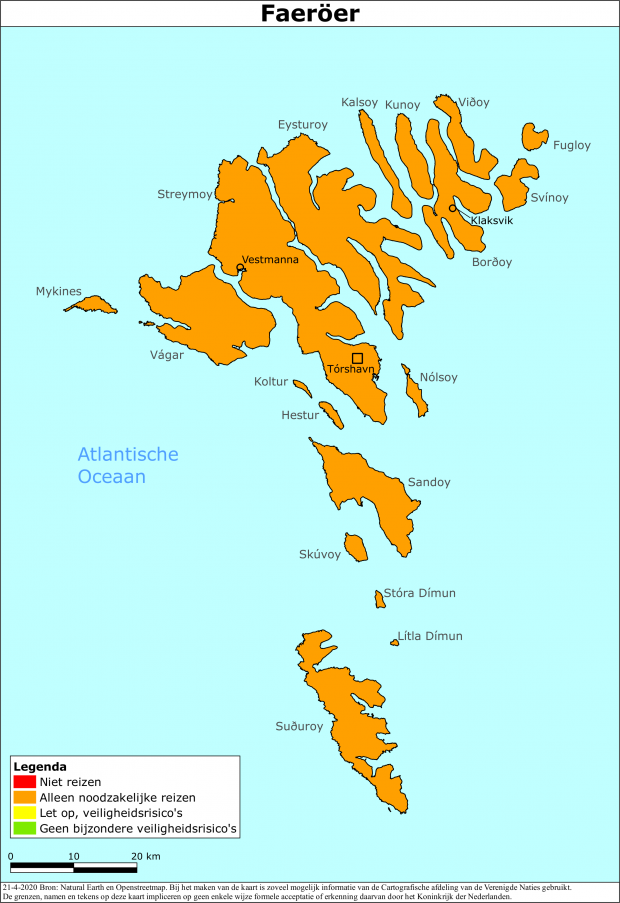 Faeröer
Viðoy
Kalsoy
Kunoy
Eysturoy
Fugloy
Streymoy
Svínoy
Klaksvik
Vestmanna
Borðoy
Mykines
Vágar
Tórshavn
Nólsoy
Koltur
Hestur
Atlantische
Oceaan
Sandoy
Skúvoy
Stóra Dímun
Lítla Dímun
Suðuroy
Legenda
Niet reizen
Alleen noodzakelijke reizen
Let op, veiligheidsrisico's
Geen bijzondere veiligheidsrisico's
0 10 20 km
21-4-2020 Bron: Natural Earth en Openstreetmap. Bij het maken van de kaart is zoveel mogelijk informatie van de Cartografische afdeling van de Verenigde Naties gebruikt.
De grenzen, namen en tekens op deze kaart impliceren op geen enkele wijze formele acceptatie of erkenning daarvan door het Koninkrijk der Nederlanden.